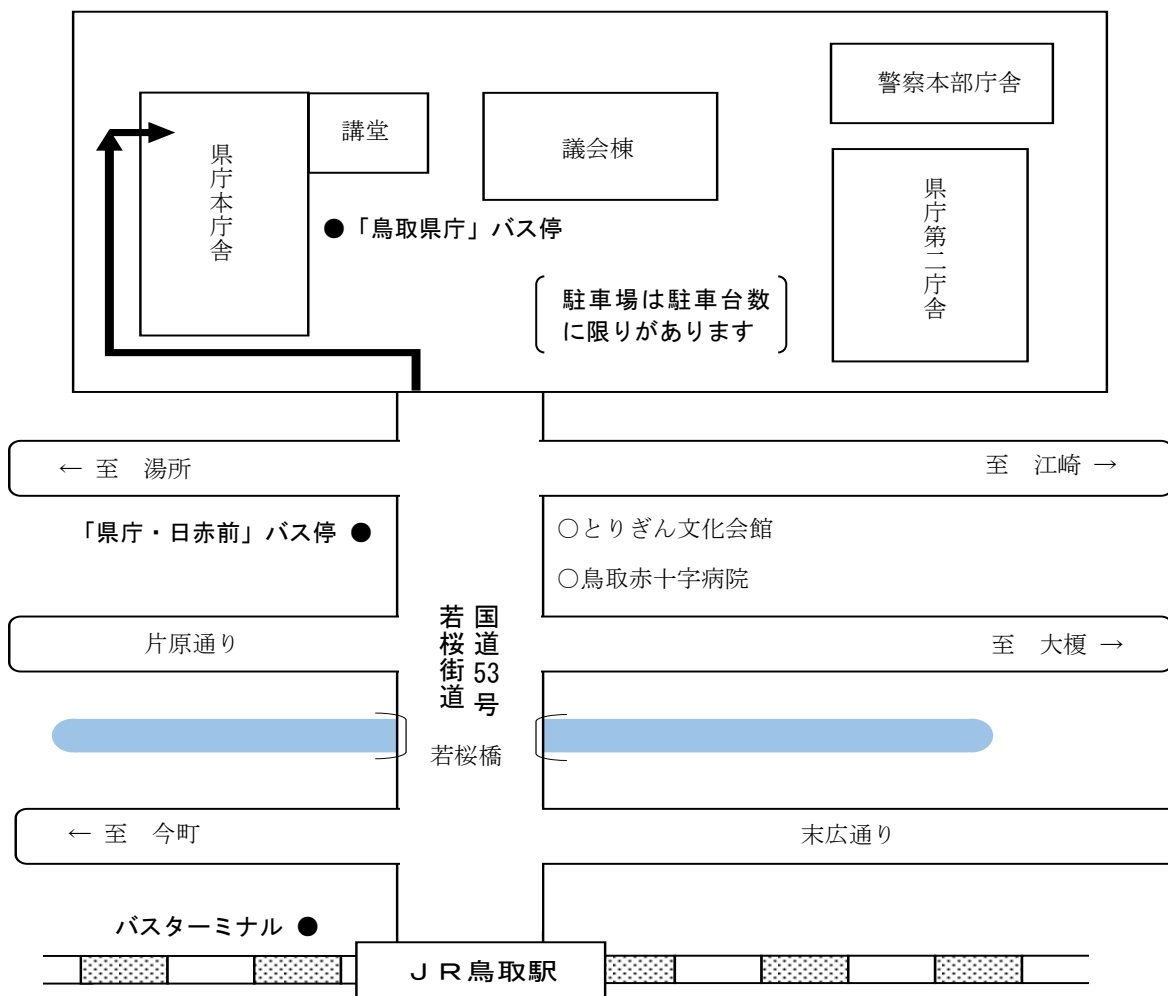 警察本部庁舎
講堂
議会棟
県庁本庁舎
県庁第二庁舎
●「鳥取県庁」バス停
駐車場は駐車台数
に限りがあります
← 至 湯所
至 江崎 →
「県庁・日赤前」バス停 ●
○とりぎん文化会館
○鳥取赤十字病院
国道53号
若桜街道
片原通り
至 大榎 →
若桜橋
← 至 今町
末広通り
バスターミナル ●
ＪＲ鳥取駅